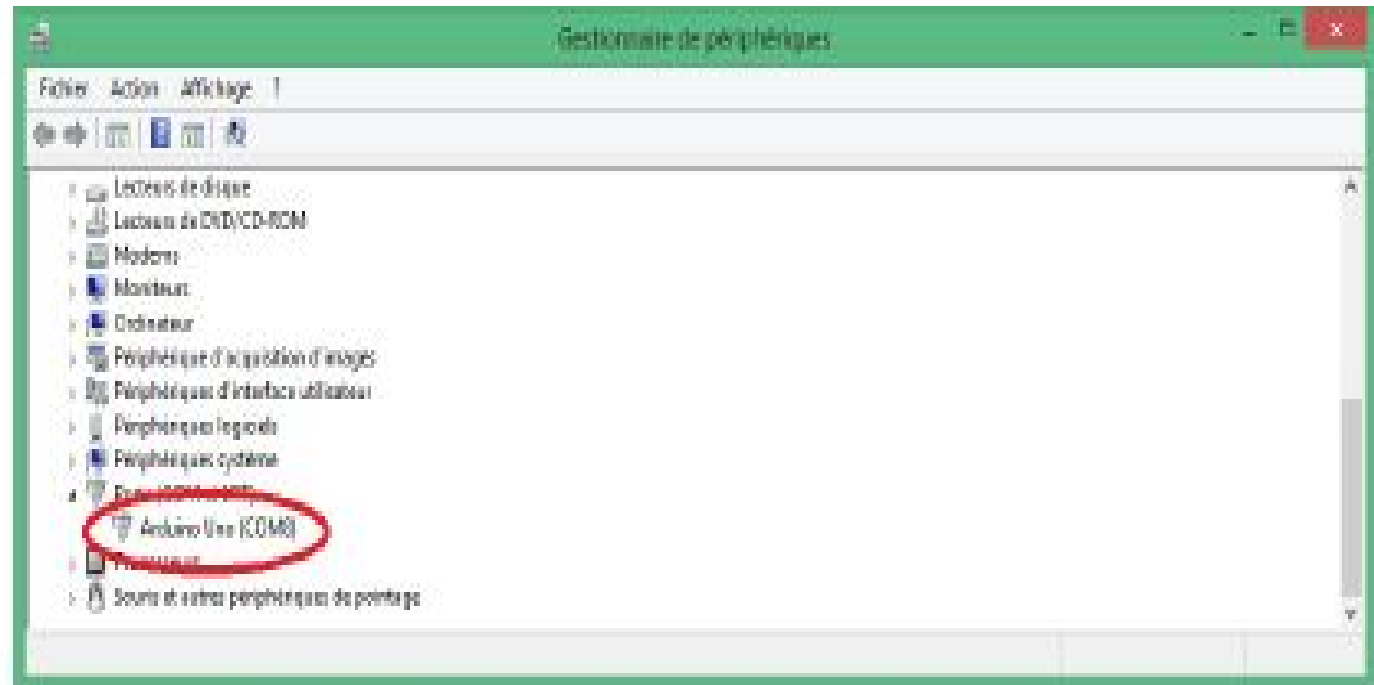 Gestionnaire de périphériques
Fichier Action Affichage ?
Lecteurs de disque
Lecteurs de DVD/CD-ROM
Modems
Moniteurs
Ordinateur
Périphérique d'acquisition d'images
Périphériques d'interface utilisateur
Périphériques logiciels
Périphériques système
Arduino Uno
Souris et autres périphériques de pointage